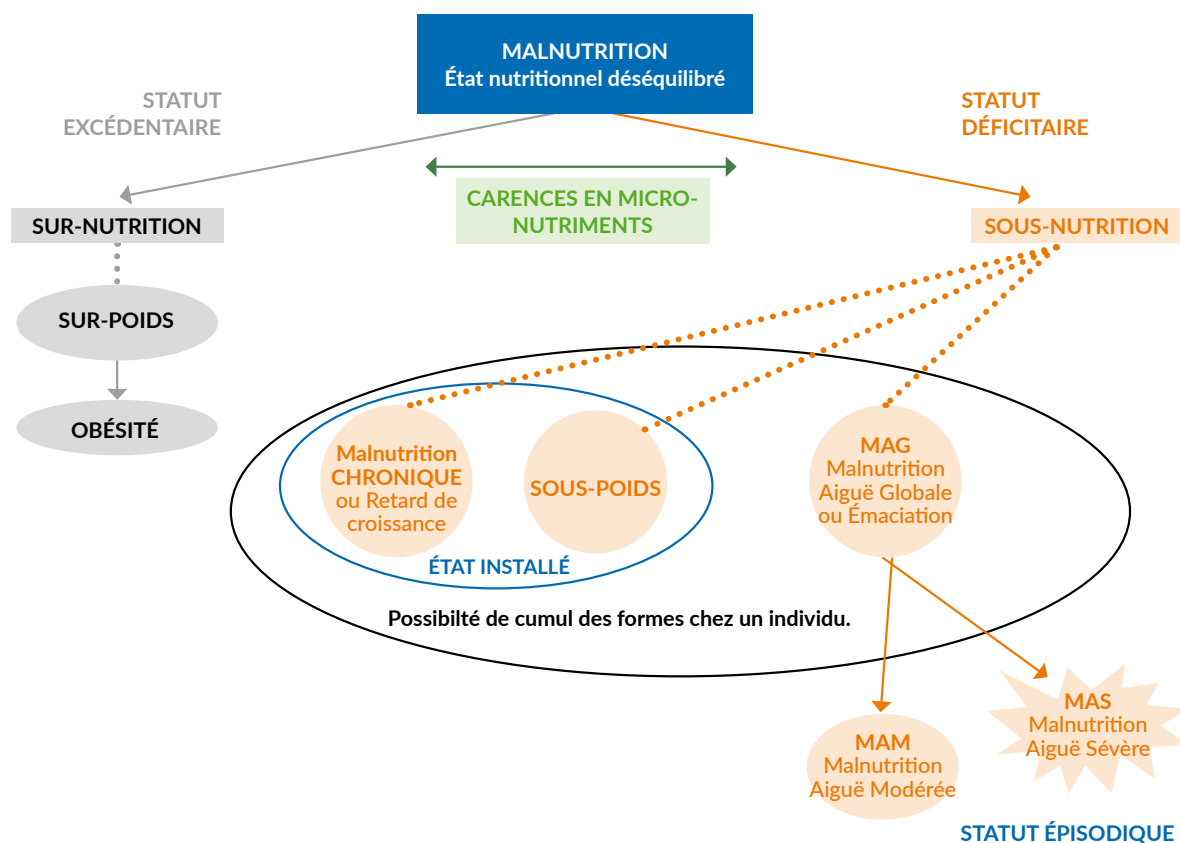 MALNUTRITION
État nutritionnel déséquilibré
STATUT
EXCÉDENTAIRE
STATUT
DÉFICITAIRE
CARENCES EN MICRO-
NUTRIMENTS
SUR-NUTRITION
SOUS-NUTRITION
SUR-POIDS
OBÉSITÉ
Malnutrition
CHRONIQUE
ou Retard de
croissance
SOUS-POIDS
MAG
Malnutrition
Aiguë Globale
ou Émaciation
ÉTAT INSTALLÉ
Possibilté de cumul des formes chez un individu.
MAM
Malnutrition
Aiguë Modérée
MAS
Malnutrition
Aiguë Sévère
STATUT ÉPISODIQUE